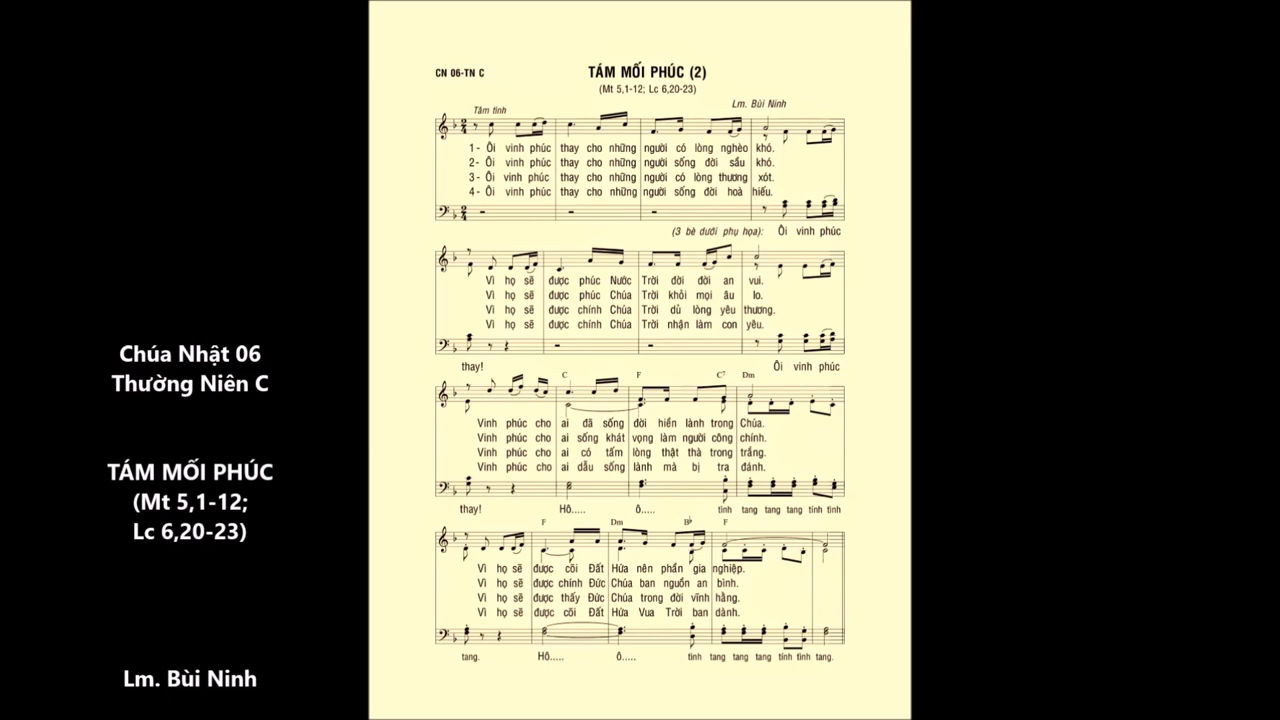 Chúa Nhật 06
Thường Niên C
TÁM MỐI PHÚC
(Mt 5,1-12;
Lc 6,20-23)
Lm. Bùi Ninh
CN 06-TN C
TÁM MỐI PHÚC (2)
(Mt 5,1-12; Lc 6,20-23)
Lm. Bùi Ninh
Tâm tình
1- Ôi vinh phúc thay cho những người có lòng nghèo khó.
2- Ôi vinh phúc thay cho những người sống đời sầu khó.
3- Ôi vinh phúc thay cho những người có lòng thương xót.
4- Ôi vinh phúc thay cho những người sống đời hoà hiếu.
(3 bè dưới phụ họa): Ôi vinh phúc
Vì họ sẽ được phúc Nước Trời đời đời an vui.
Vì họ sẽ được phúc Chúa Trời khỏi mọi âu lo.
Vì họ sẽ được chính Chúa Trời dủ lòng yêu thương.
Vì họ sẽ được chính Chúa Trời nhận làm con yêu.
thay! Ôi vinh phúc
C F C7 Dm
Vinh phúc cho ai đã sống đời hiền lành trong Chúa.
Vinh phúc cho ai sống khát vọng làm người công chính.
Vinh phúc cho ai có tấm lòng thật thà trong trắng.
Vinh phúc cho ai dẫu sống lành mà bị tra đánh.
thay! Hô..... ô..... tình tang tang tang tính tình
F Dm B♭ F
Vì họ sẽ được cõi Đất Hứa nên phần gia nghiệp.
Vì họ sẽ được chính Đức Chúa ban nguồn an bình.
Vì họ sẽ được thấy Đức Chúa trong đời vĩnh hằng.
Vì họ sẽ được cõi Đất Hứa Vua Trời ban dành.
tang. Hô..... ô..... tình tang tang tang tính tình tang.